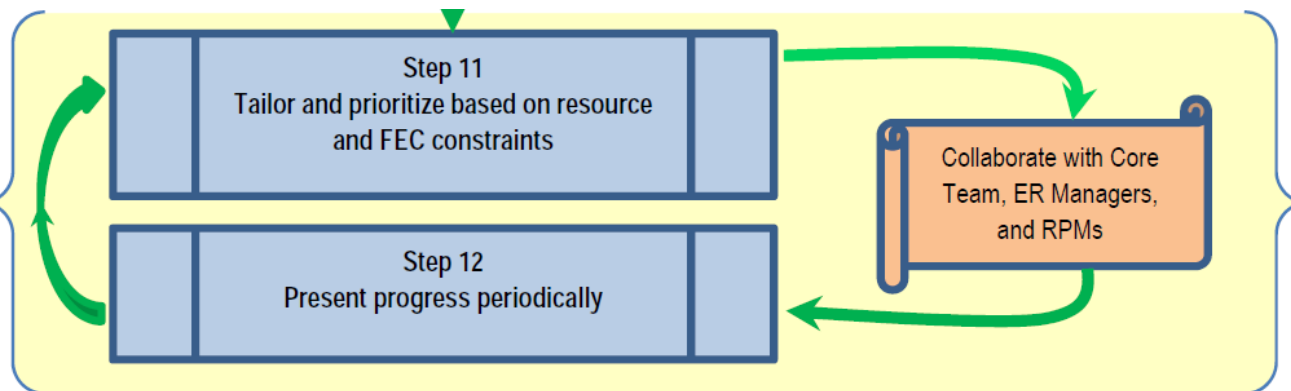 Step 11
Tailor and prioritize based on resource
and FEC constraints
Collaborate with Core
Team, ER Managers,
and RPMs
Step 12
Present progress periodically